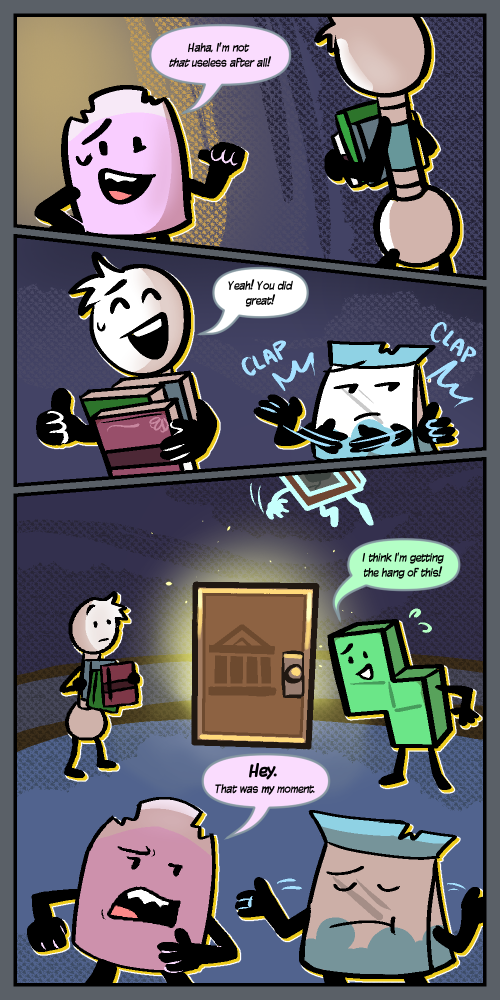 Haha, I'm not
that useless after all!
Yeah! You did
great!
CLAP
CLAP
I think I'm getting
the hang of this!
Hey.
That was my moment.